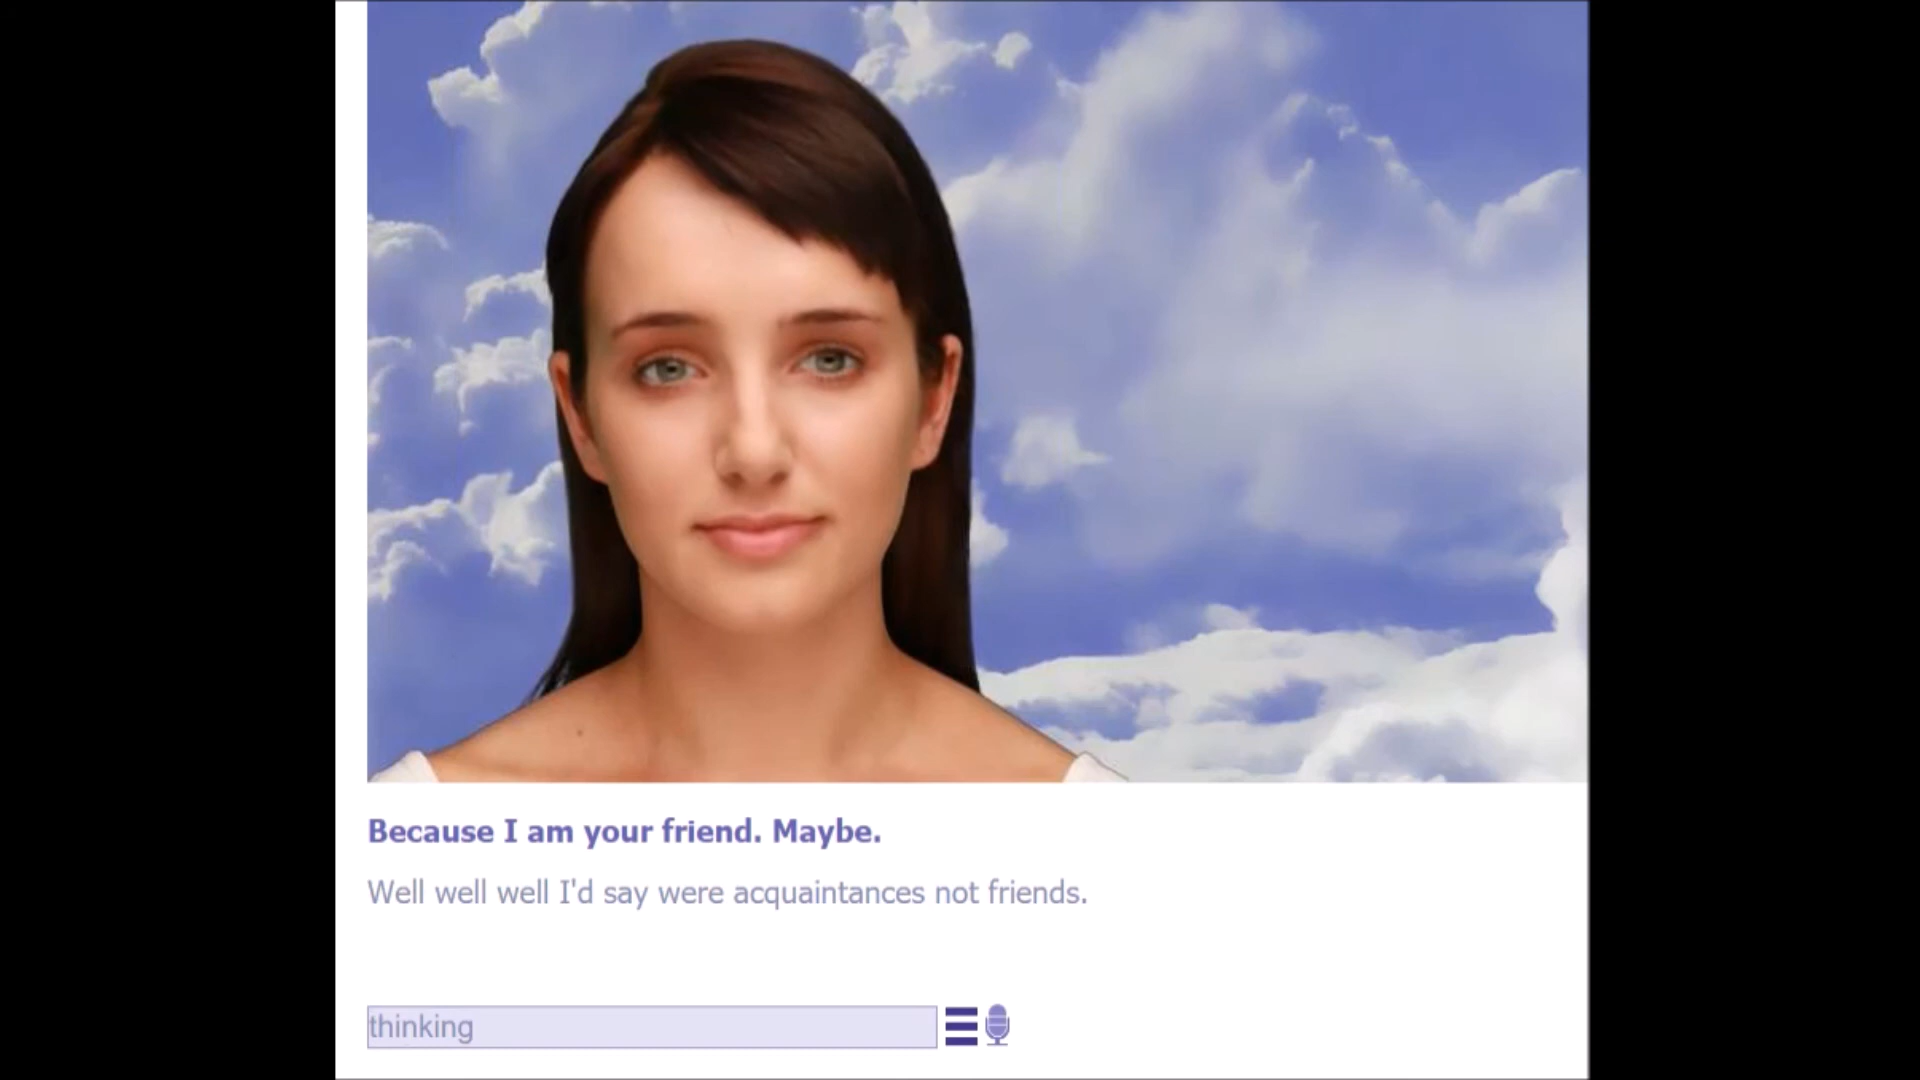 Because I am your friend. Maybe.
Well well well I'd say were acquaintances not friends.
thinking